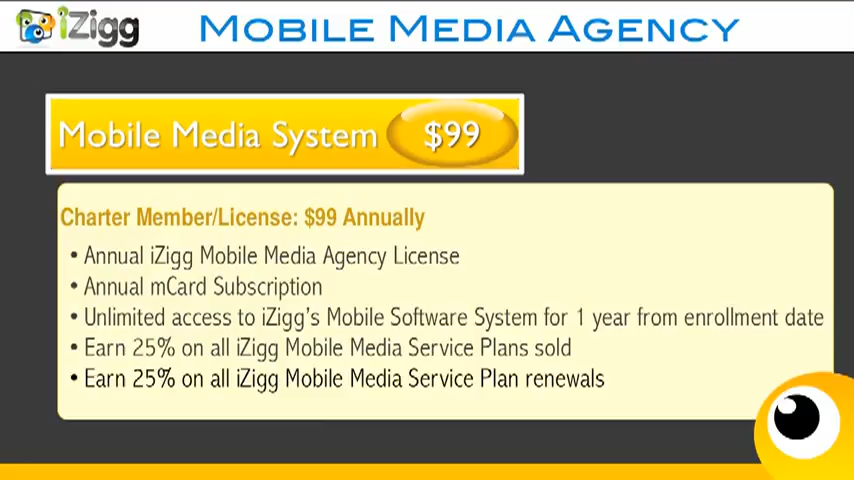 iZigg MOBILE MEDIA AGENCY
Mobile Media System $99
Charter Member/License: $99 Annually
• Annual iZigg Mobile Media Agency License
• Annual mCard Subscription
• Unlimited access to iZigg's Mobile Software System for 1 year from enrollment date
• Earn 25% on all iZigg Mobile Media Service Plans sold
• Earn 25% on all iZigg Mobile Media Service Plan renewals